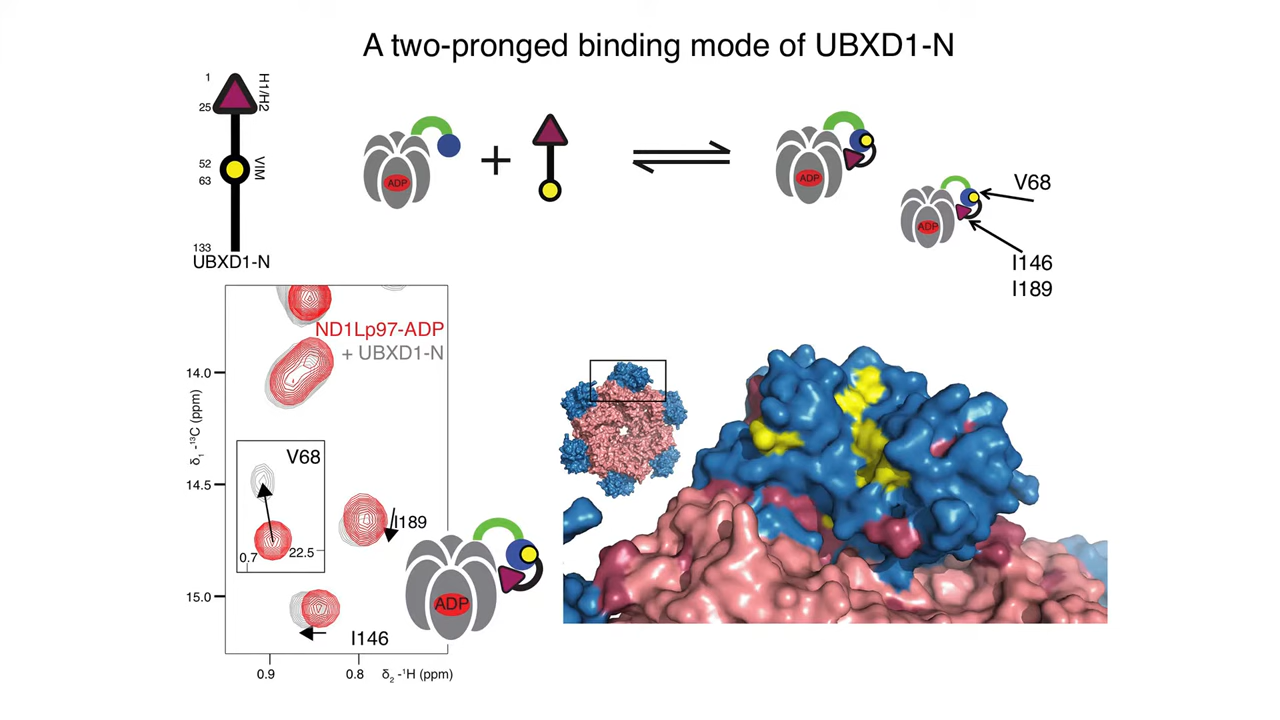 A two-pronged binding mode of UBXD1-N
1
25
H1/H2
52
63
VIM
133
UBXD1-N
ADP
+
ADP
V68
ADP
I146
I189
ND1Lp97-ADP
+ UBXD1-N
14.0
14.5
15.0
δ₁ -¹³C (ppm)
V68
0.7
22.5
I189
ADP
I146
0.9
0.8
δ₂ -¹H (ppm)